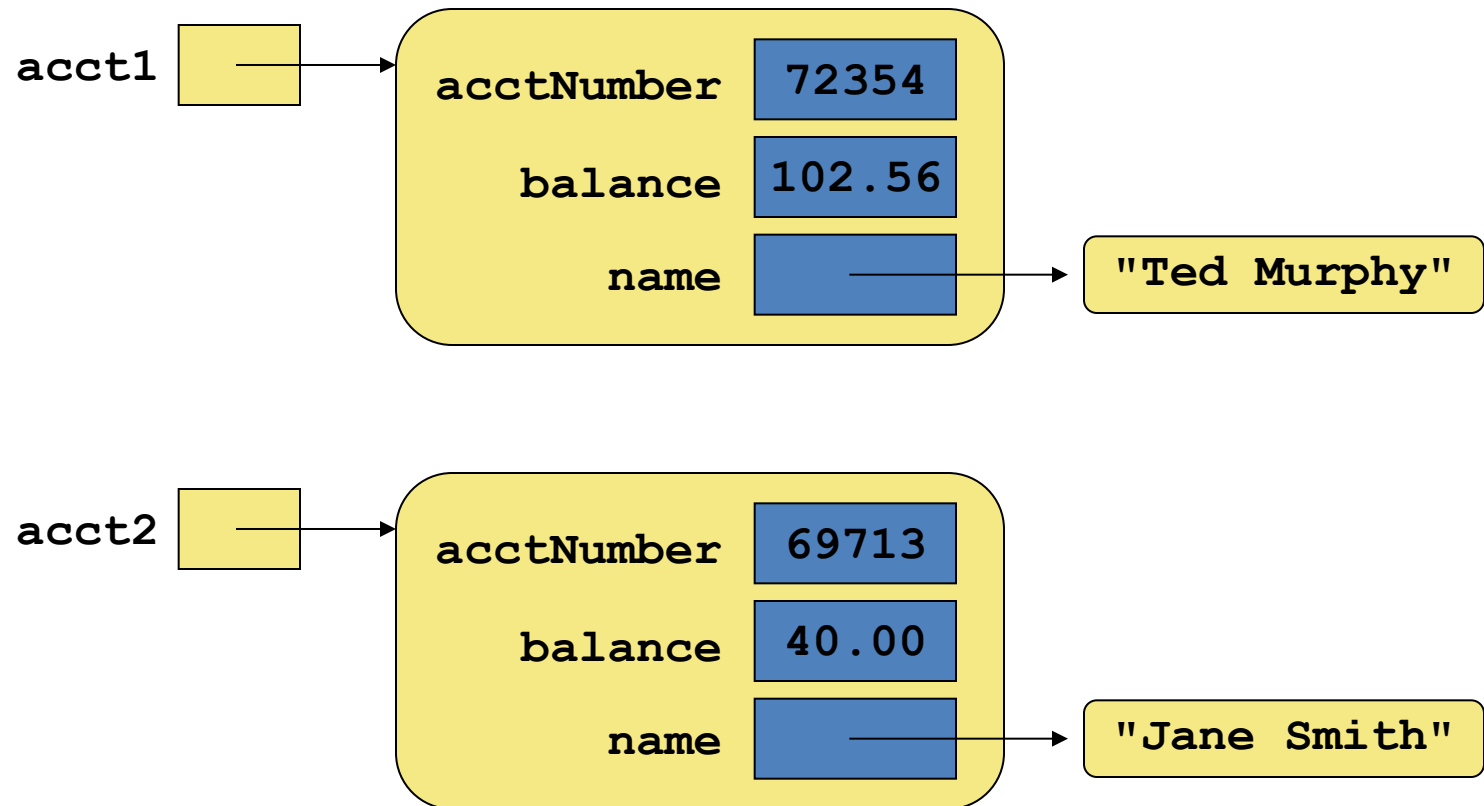 acct1
acctNumber 72354
balance 102.56
name "Ted Murphy"
acct2
acctNumber 69713
balance 40.00
name "Jane Smith"